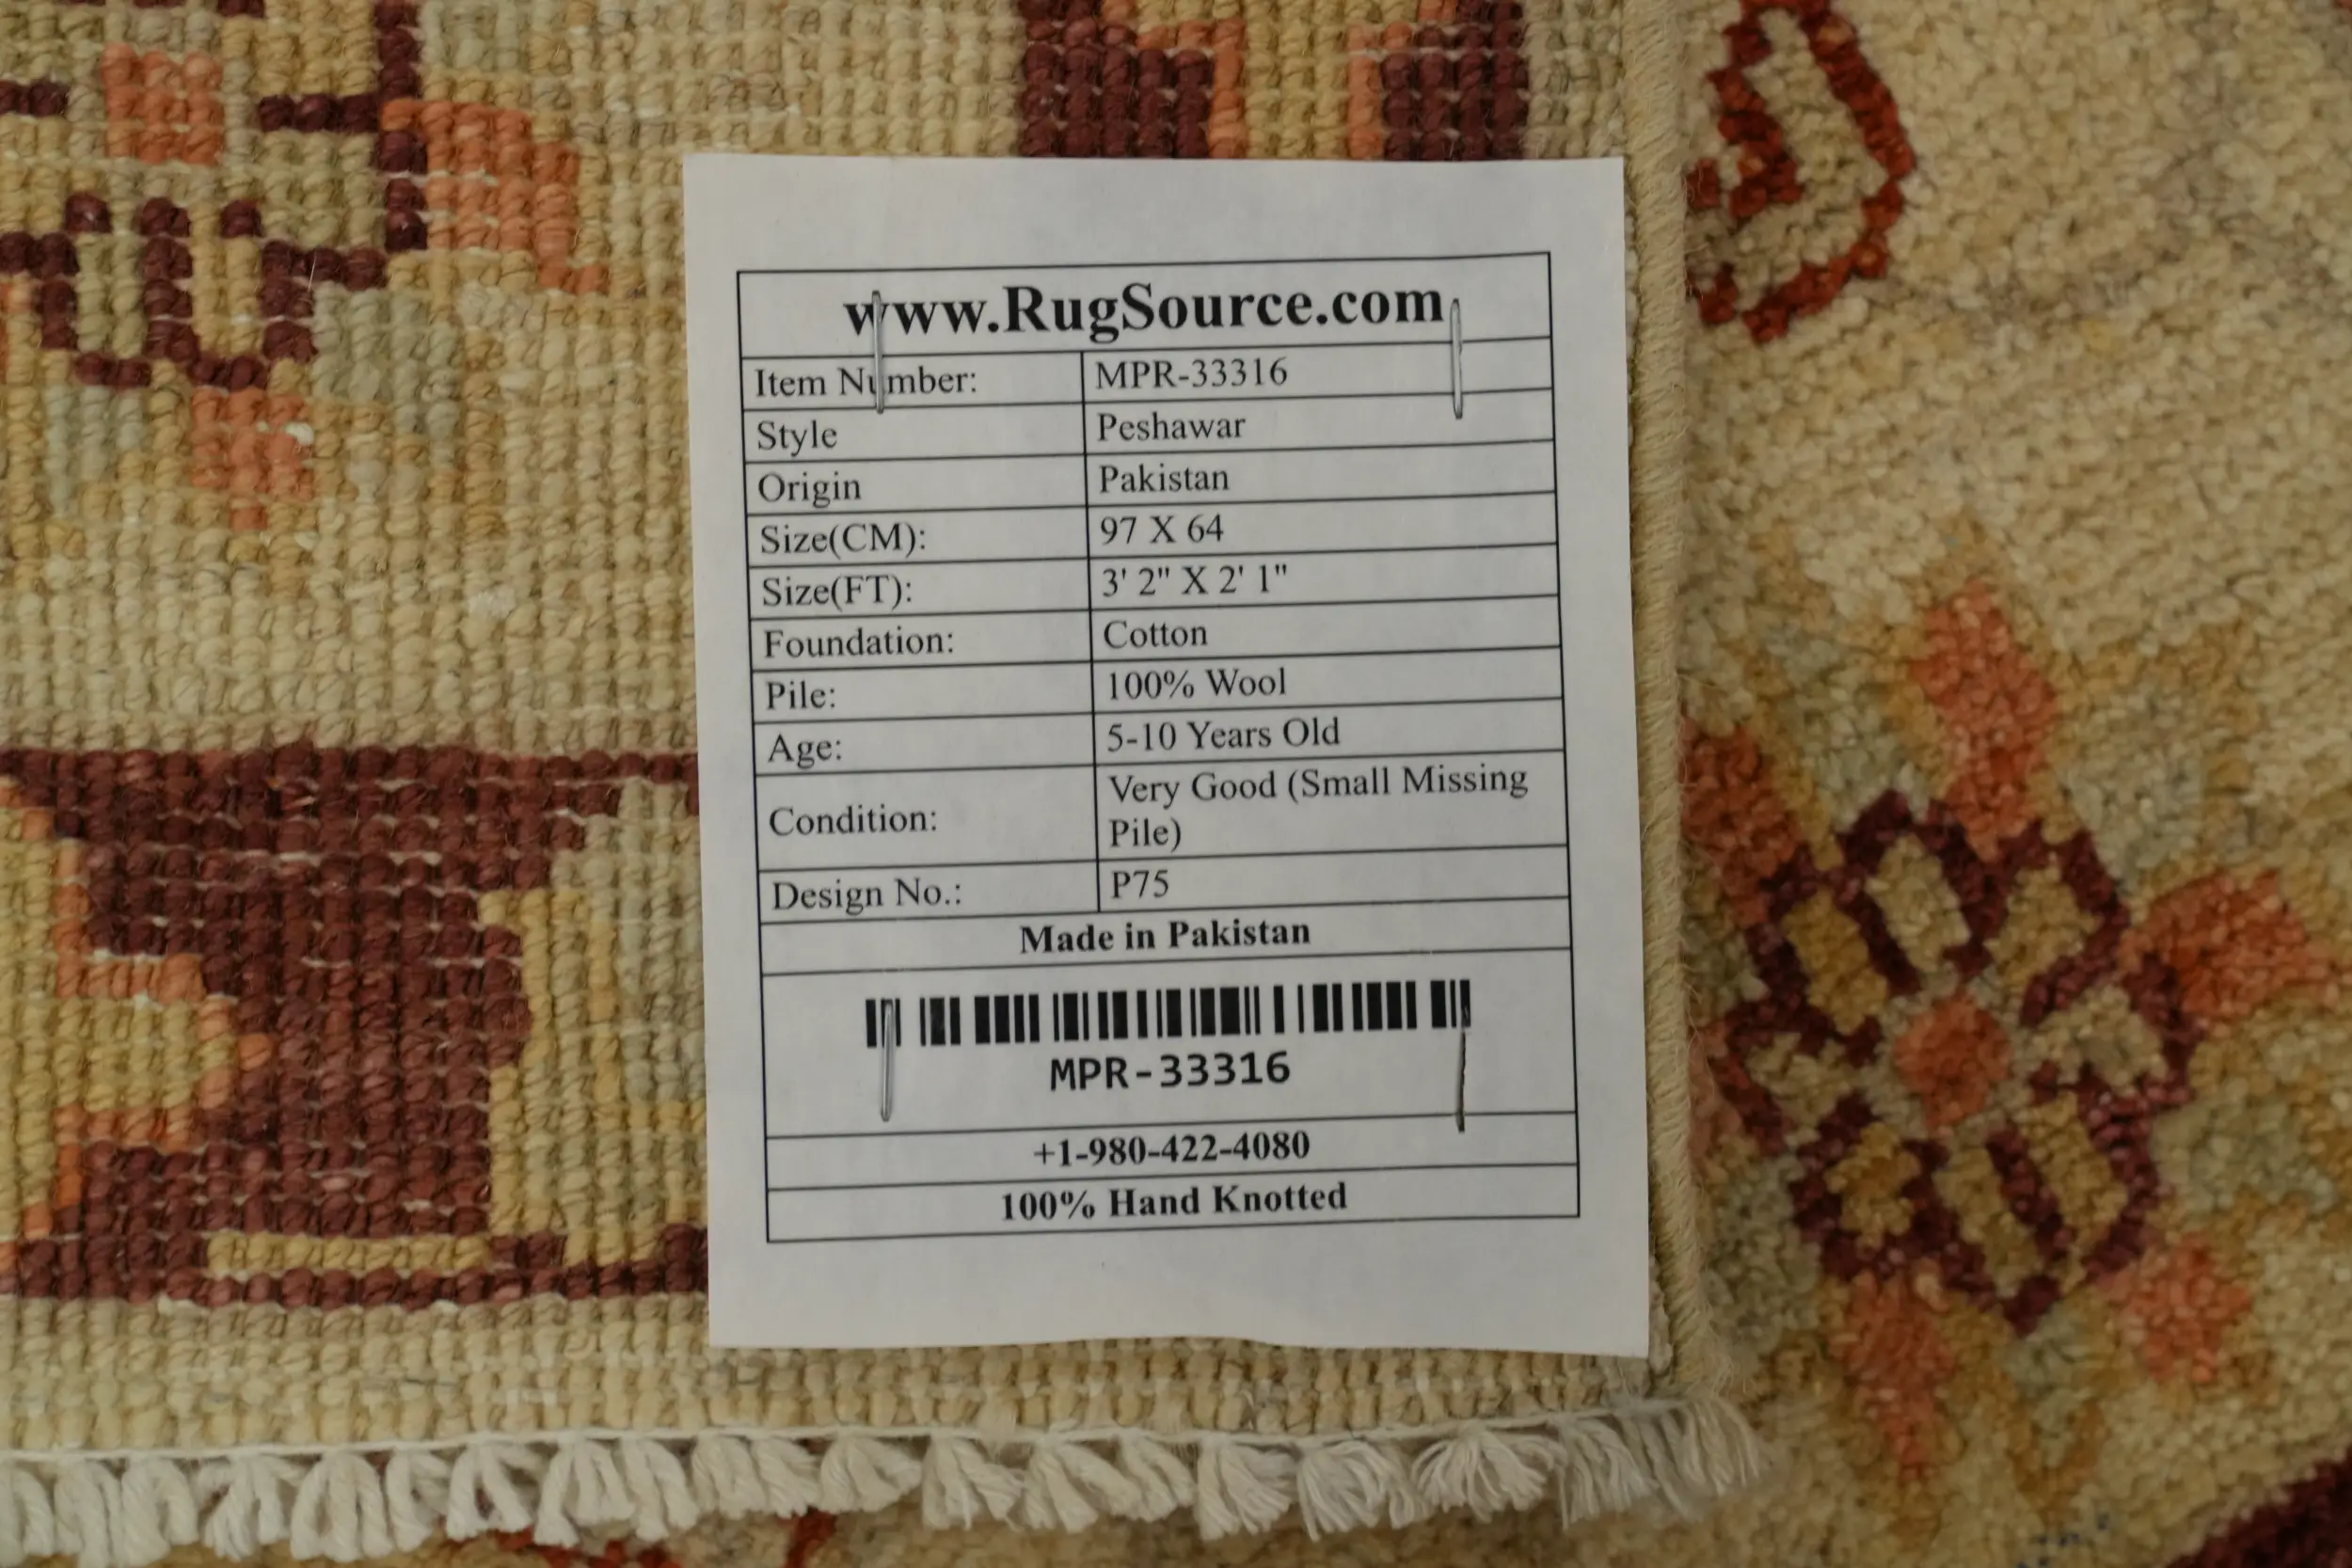 www.RugSource.com
Item Number: MPR-33316
Style Peshawar
Origin Pakistan
Size(CM): 97 X 64
Size(FT): 3' 2" X 2' 1"
Foundation: Cotton
Pile: 100% Wool
Age: 5-10 Years Old
Condition: Very Good (Small Missing
Pile)
Design No.: P75
Made in Pakistan
MPR-33316
+1-980-422-4080
100% Hand Knotted